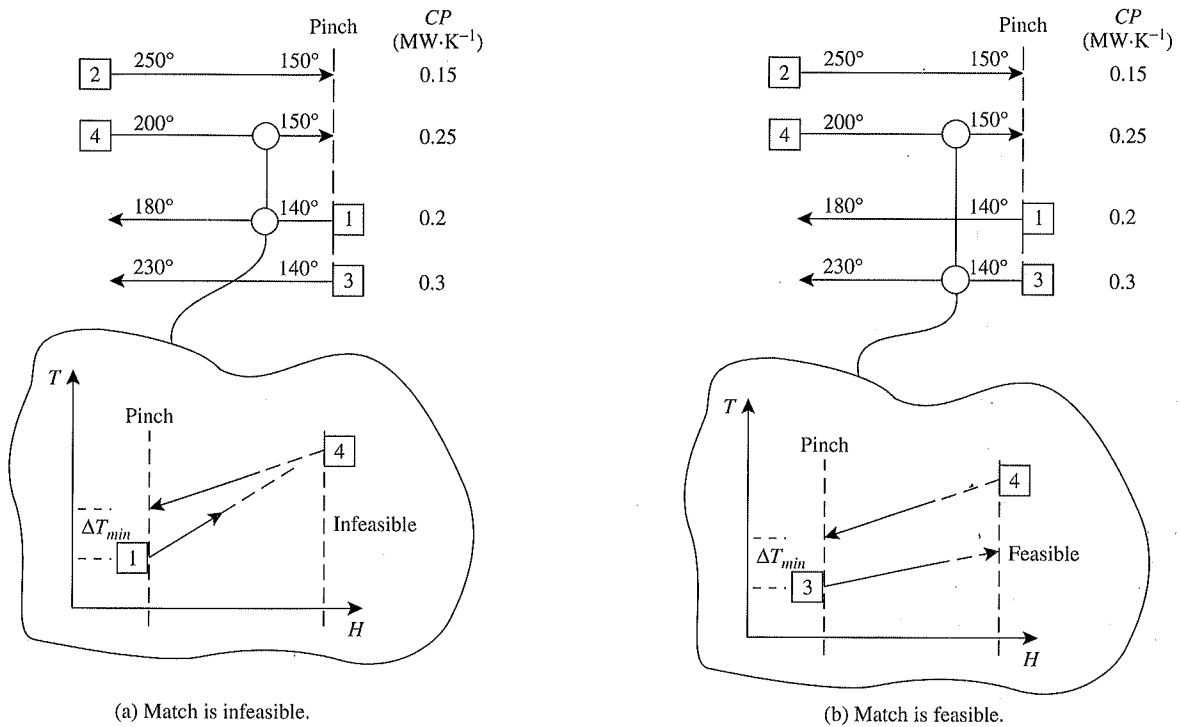 Pinch
CP
(MW·K⁻¹)
2 250° 150° 0.15
4 200° 150° 0.25
180° 140° 1 0.2
230° 140° 3 0.3
T
Pinch
4
ΔTmin
Infeasible
1
H
(a) Match is infeasible.
Pinch
CP
(MW·K⁻¹)
2 250° 150° 0.15
4 200° 150° 0.25
180° 140° 1 0.2
230° 140° 3 0.3
T
Pinch
4
ΔTmin
Feasible
3
H
(b) Match is feasible.